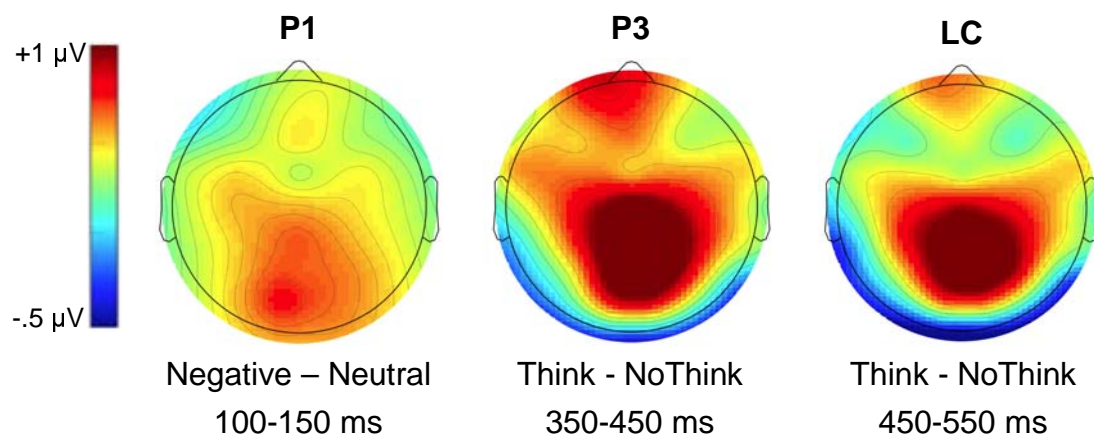 P1
P3
LC
+1 µV
-.5 µV
Negative – Neutral
Think - NoThink
Think - NoThink
100-150 ms
350-450 ms
450-550 ms